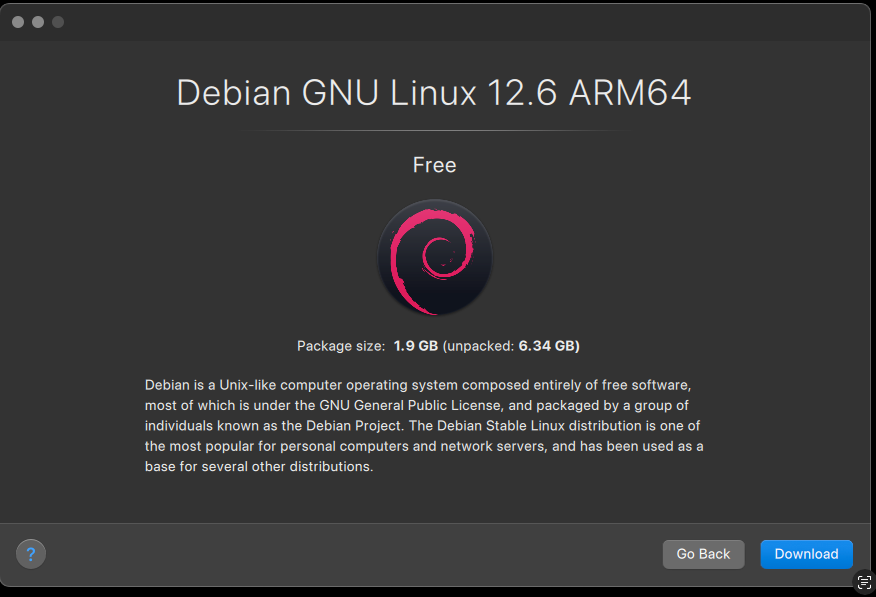 Debian GNU Linux 12.6 ARM64
Free
Package size: 1.9 GB (unpacked: 6.34 GB)
Debian is a Unix-like computer operating system composed entirely of free software,
most of which is under the GNU General Public License, and packaged by a group of
individuals known as the Debian Project. The Debian Stable Linux distribution is one of
the most popular for personal computers and network servers, and has been used as a
base for several other distributions.
?
Go Back
Download